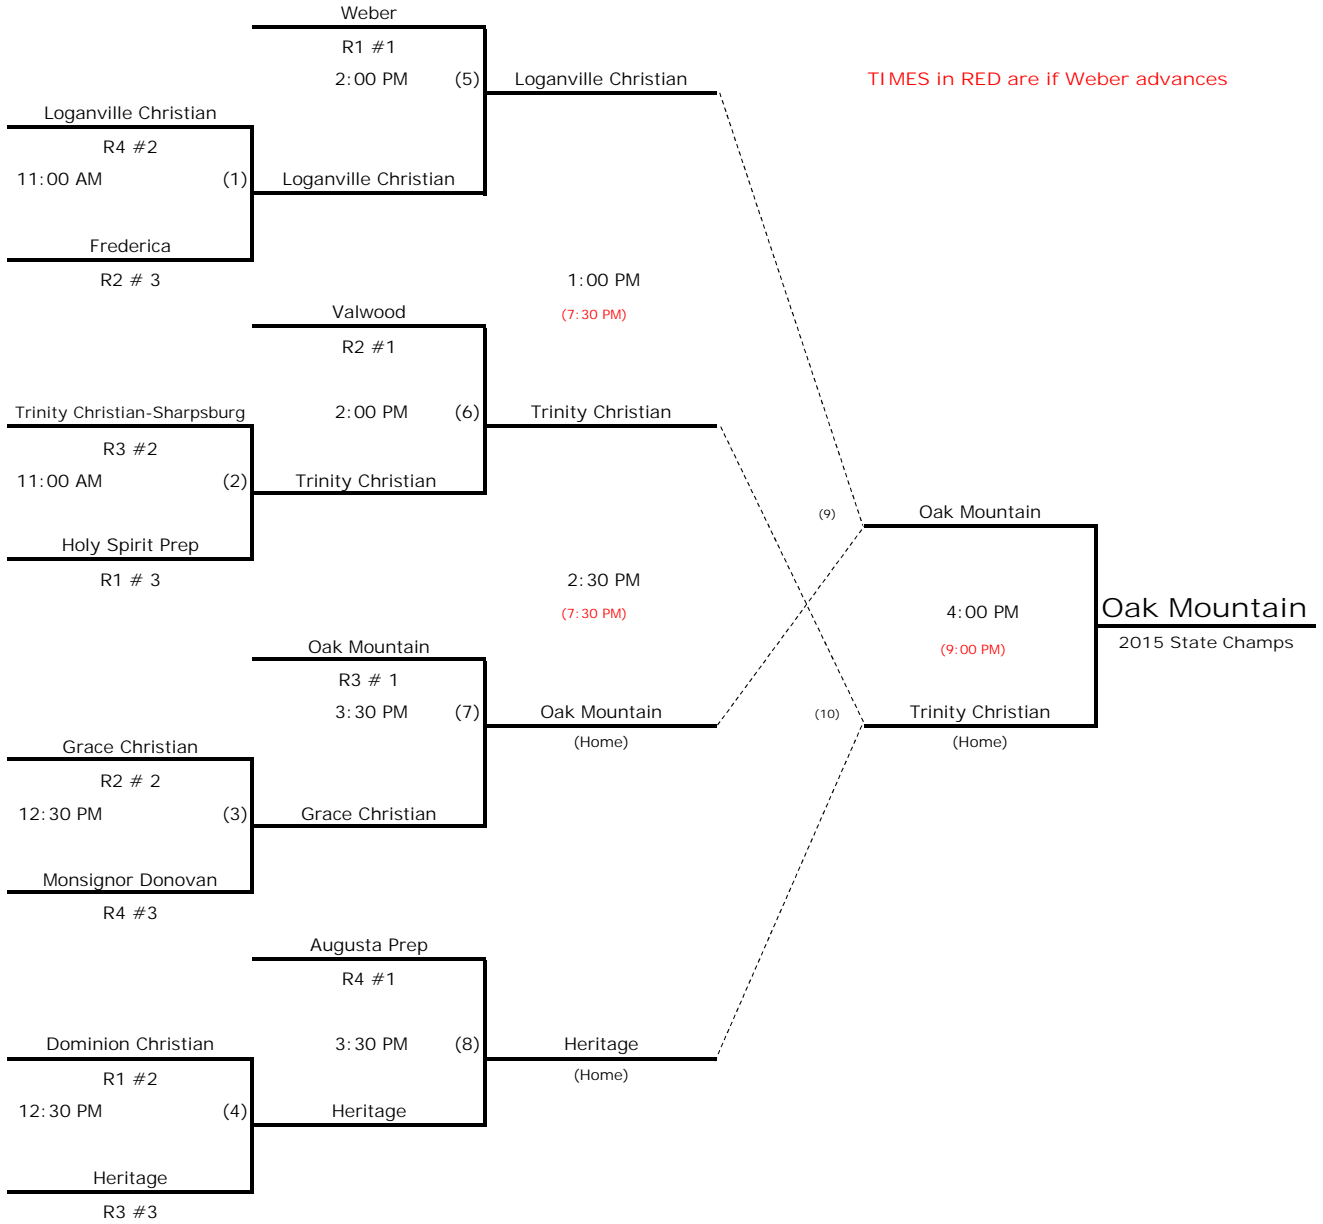 Weber
R1 #1
2:00 PM (5)
Loganville Christian
TIMES in RED are if Weber advances
Loganville Christian
R4 #2
11:00 AM (1)
Loganville Christian
Frederica
R2 # 3
1:00 PM
(7:30 PM)
Valwood
R2 #1
Trinity Christian-Sharpsburg
2:00 PM (6)
Trinity Christian
R3 #2
11:00 AM (2)
Trinity Christian
(9)
Oak Mountain
Holy Spirit Prep
R1 # 3
2:30 PM
(7:30 PM)
4:00 PM
(9:00 PM)
Oak Mountain
2015 State Champs
Oak Mountain
R3 # 1
3:30 PM (7)
Oak Mountain
(Home)
(10)
Trinity Christian
(Home)
Grace Christian
R2 # 2
12:30 PM (3)
Grace Christian
Monsignor Donovan
R4 #3
Augusta Prep
R4 #1
Dominion Christian
3:30 PM (8)
Heritage
(Home)
R1 #2
12:30 PM (4)
Heritage
Heritage
R3 #3